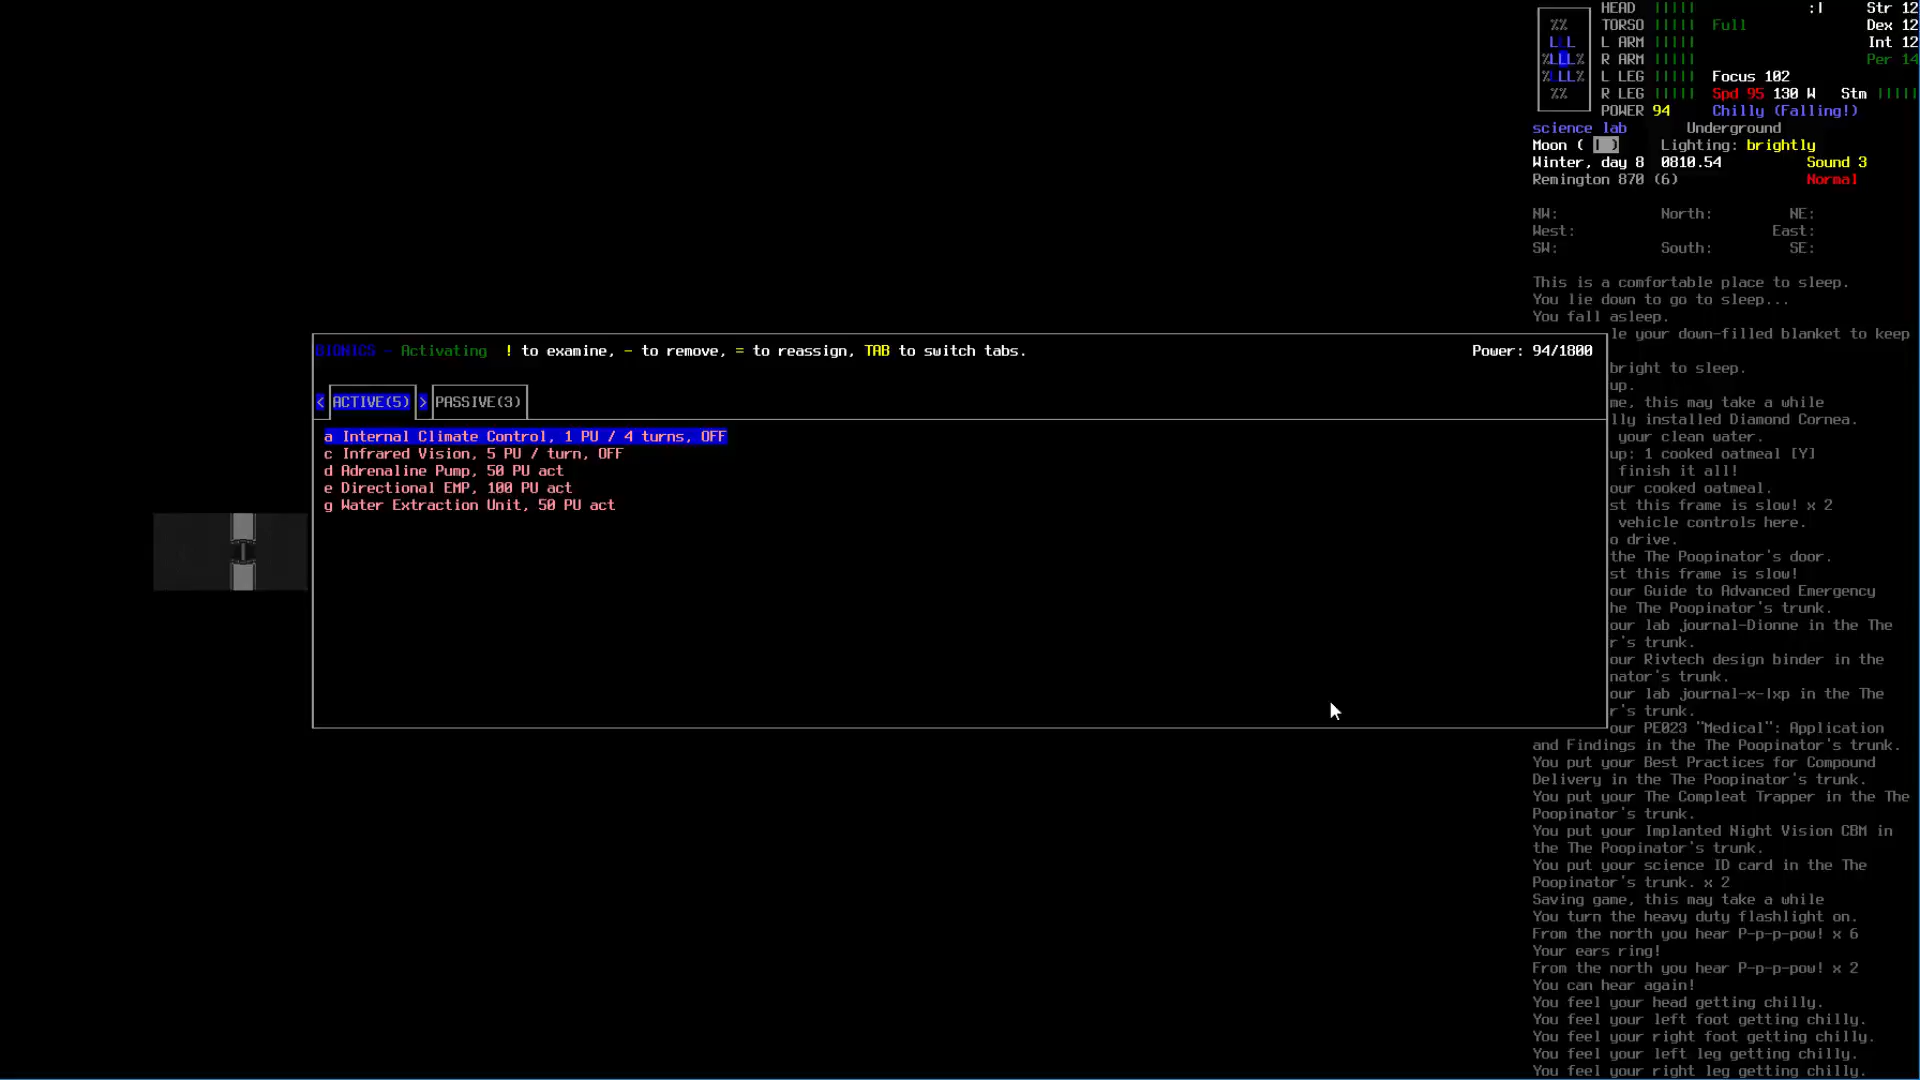 HEAD ||||| :| Str 12
%% TORSO ||||| Full Dex 12
L L L ARM ||||| Int 12
%LLL% R ARM ||||| Per 14
% LL% L LEG ||||| Focus 102
%% R LEG ||||| Spd 95 130 W Stm |||||
POWER 94 Chilly (Falling!)
science lab Underground
Moon ( | ) Lighting: brightly
Winter, day 8 0810.54 Sound 3
Remington 870 (6) Normal
NW: North: NE:
West: East:
SW: South: SE:
This is a comfortable place to sleep.
You lie down to go to sleep...
You fall asleep.
le your down-filled blanket to keep
BIONICS - Activating ! to examine, - to remove, = to reassign, TAB to switch tabs. Power: 94/1800
bright to sleep.
up.
< ACTIVE(5) > PASSIVE(3)
me, this may take a while
lly installed Diamond Cornea.
a Internal Climate Control, 1 PU / 4 turns, OFF
your clean water.
c Infrared Vision, 5 PU / turn, OFF
up: 1 cooked oatmeal [Y]
d Adrenaline Pump, 50 PU act
finish it all!
e Directional EMP, 100 PU act
our cooked oatmeal.
g Water Extraction Unit, 50 PU act
st this frame is slow! x 2
vehicle controls here.
o drive.
the The Poopinator's door.
st this frame is slow!
our Guide to Advanced Emergency
he The Poopinator's trunk.
our lab journal-Dionne in the The
r's trunk.
our Rivtech design binder in the
nator's trunk.
our lab journal-x-lxp in the The
r's trunk.
our PE023 "Medical": Application
and Findings in the The Poopinator's trunk.
You put your Best Practices for Compound
Delivery in the The Poopinator's trunk.
You put your The Compleat Trapper in the The
Poopinator's trunk.
You put your Implanted Night Vision CBM in
the The Poopinator's trunk.
You put your science ID card in the The
Poopinator's trunk. x 2
Saving game, this may take a while
You turn the heavy duty flashlight on.
From the north you hear P-p-p-pow! x 6
Your ears ring!
From the north you hear P-p-p-pow! x 2
You can hear again!
You feel your head getting chilly.
You feel your left foot getting chilly.
You feel your right foot getting chilly.
You feel your left leg getting chilly.
You feel your right leg getting chilly.